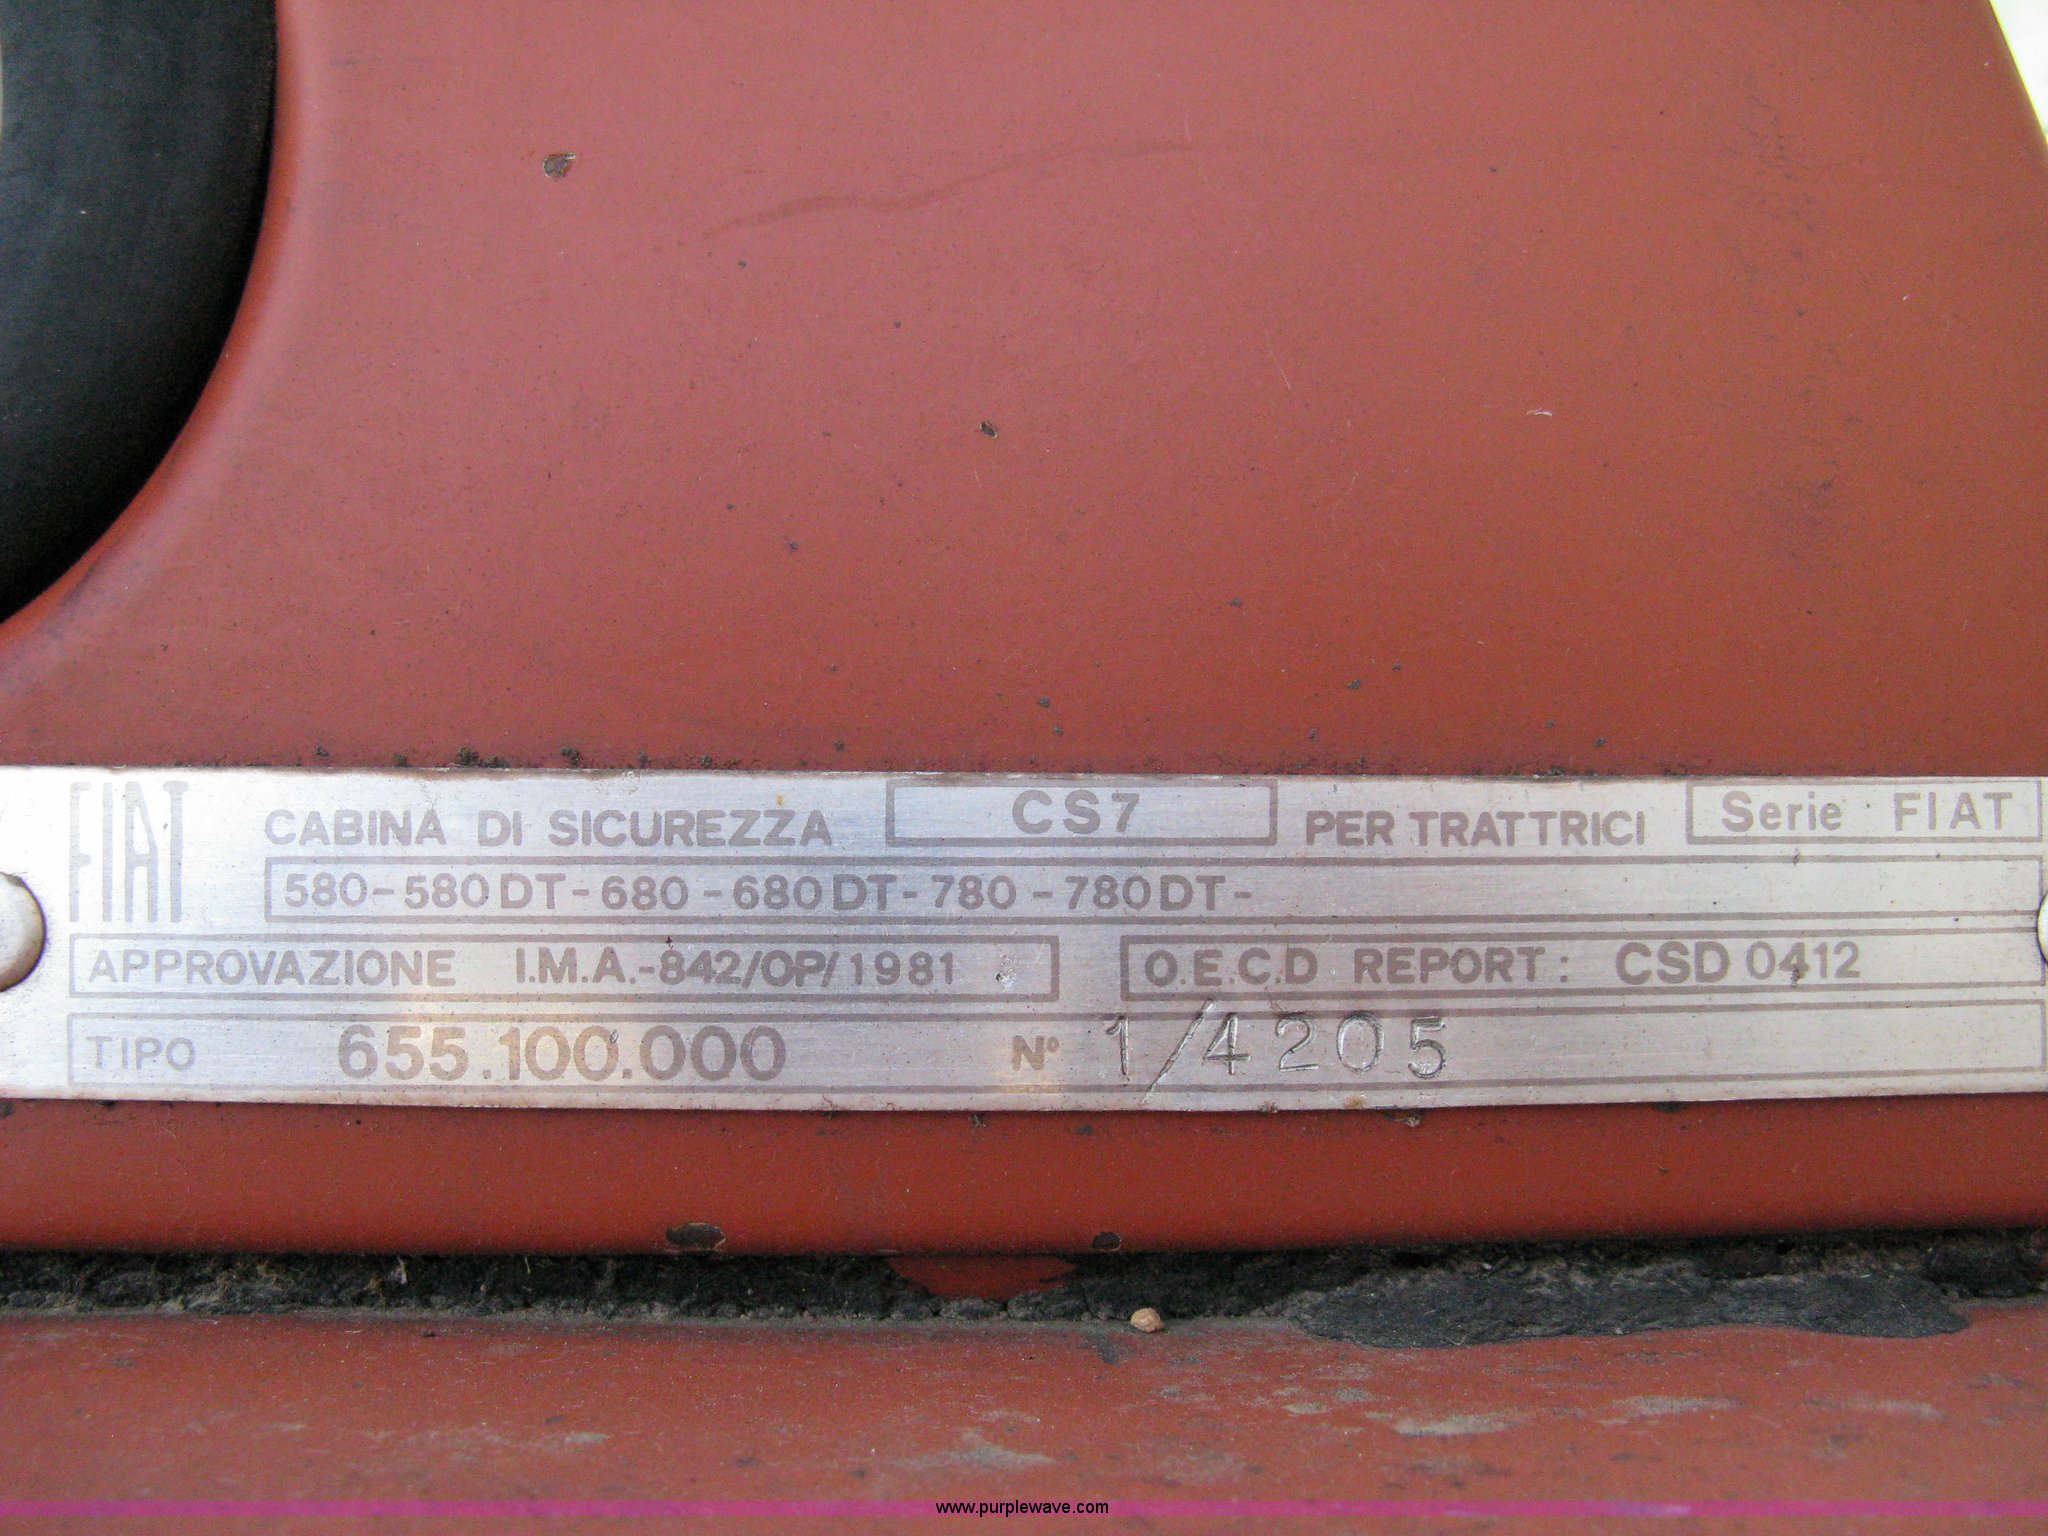 FIAT CABINA DI SICUREZZA CS7 PER TRATTRICI Serie FIAT
580-580DT-680-680DT-780-780DT-
APPROVAZIONE I.M.A.-842/OP/1981 O.E.C.D REPORT: CSD 0412
TIPO 655.100.000 Nº 1/4205
www.purplewave.com